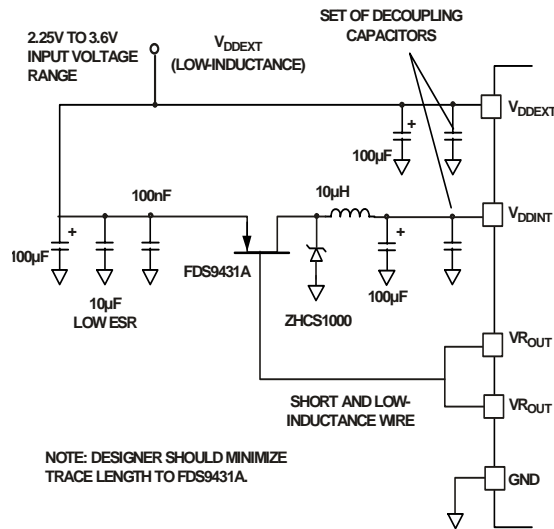 SET OF DECOUPLING
CAPACITORS
2.25V TO 3.6V
INPUT VOLTAGE
RANGE
VDDEXT
(LOW-INDUCTANCE)
VDDEXT
+
100µF
100nF
10µH
VDDINT
+
100µF
+
100µF
FDS9431A
10µF
LOW ESR
ZHCS1000
VROUT
SHORT AND LOW-
INDUCTANCE WIRE
VROUT
NOTE: DESIGNER SHOULD MINIMIZE
TRACE LENGTH TO FDS9431A.
GND